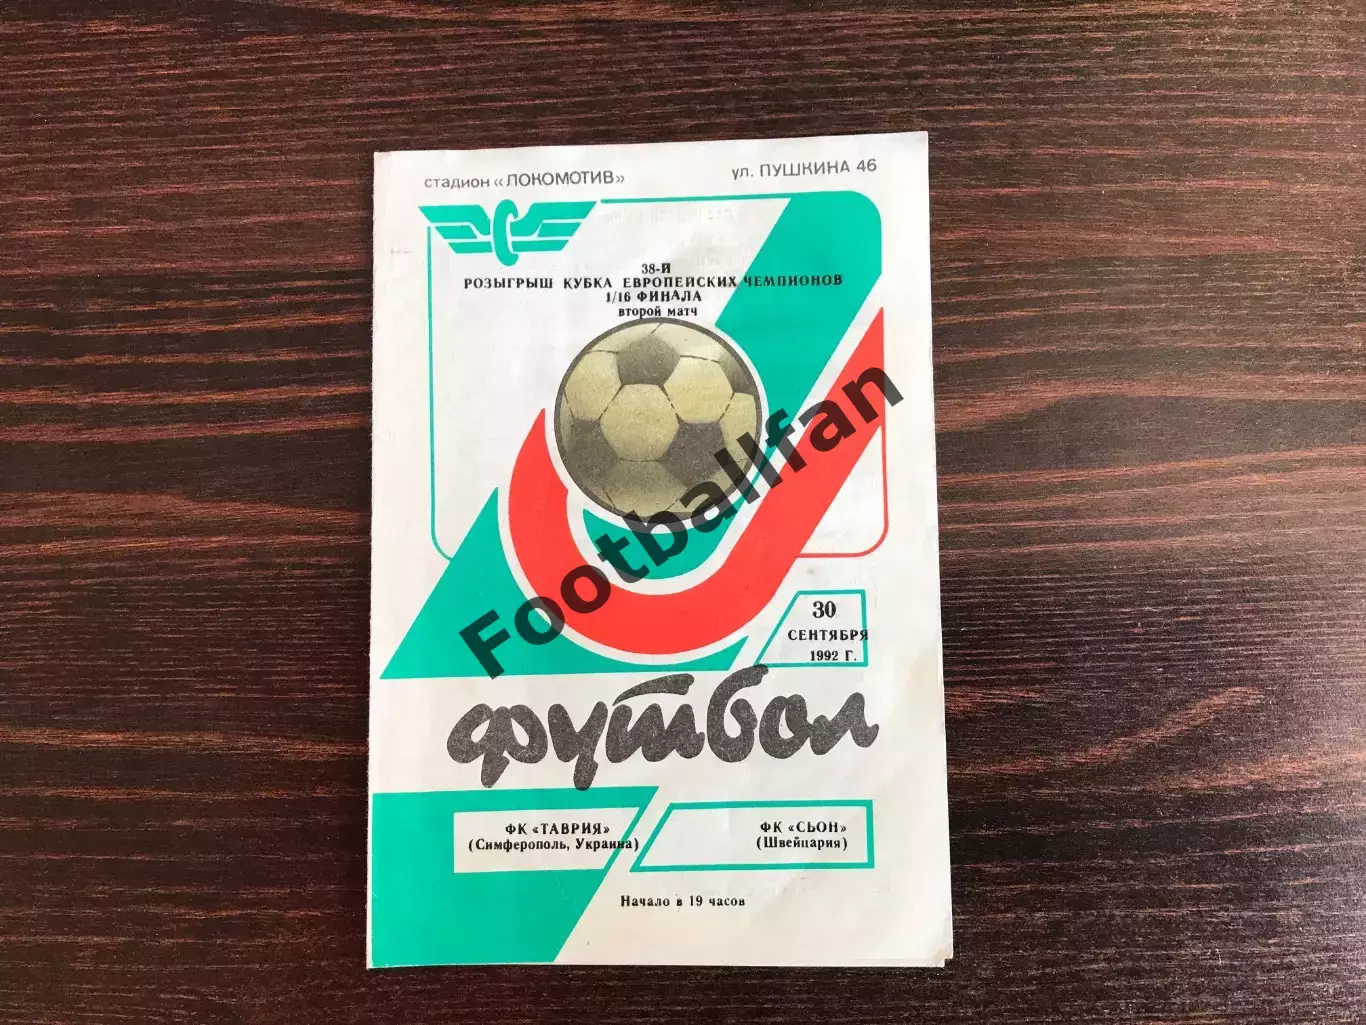 стадион «ЛОКОМОТИВ»
ул. ПУШКИНА 46
38-Й
РОЗЫГРЫШ КУБКА ЕВРОПЕЙСКИХ ЧЕМПИОНОВ
1/16 ФИНАЛА
второй матч
Footballfan
30
СЕНТЯБРЯ
1992 Г.
футбол
ФК «ТАВРИЯ»
(Симферополь, Украина)
ФК «СЬОН»
(Швейцария)
Начало в 19 часов